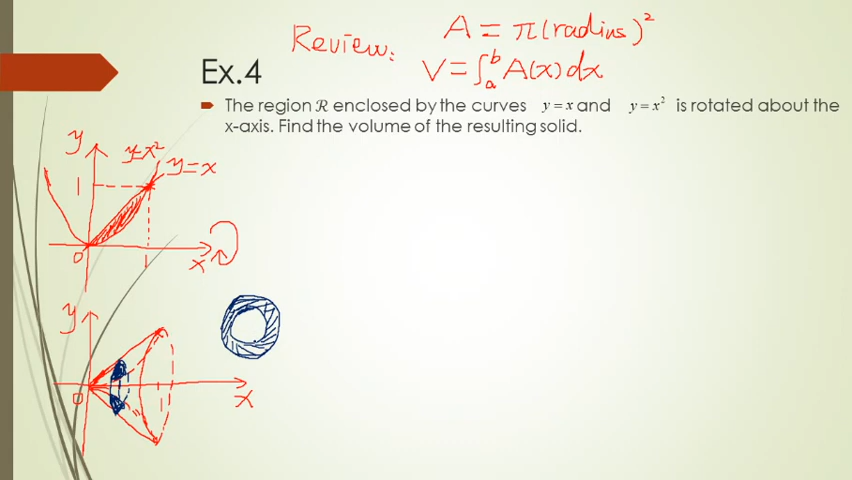 Review: A = π(radius)²
V = ∫ₐᵇ A(x)dx
Ex.4
The region ℛ enclosed by the curves y = x and y = x² is rotated about the
x-axis. Find the volume of the resulting solid.
y
y=x²
y=x
1
0
1
x
y
0
1
x